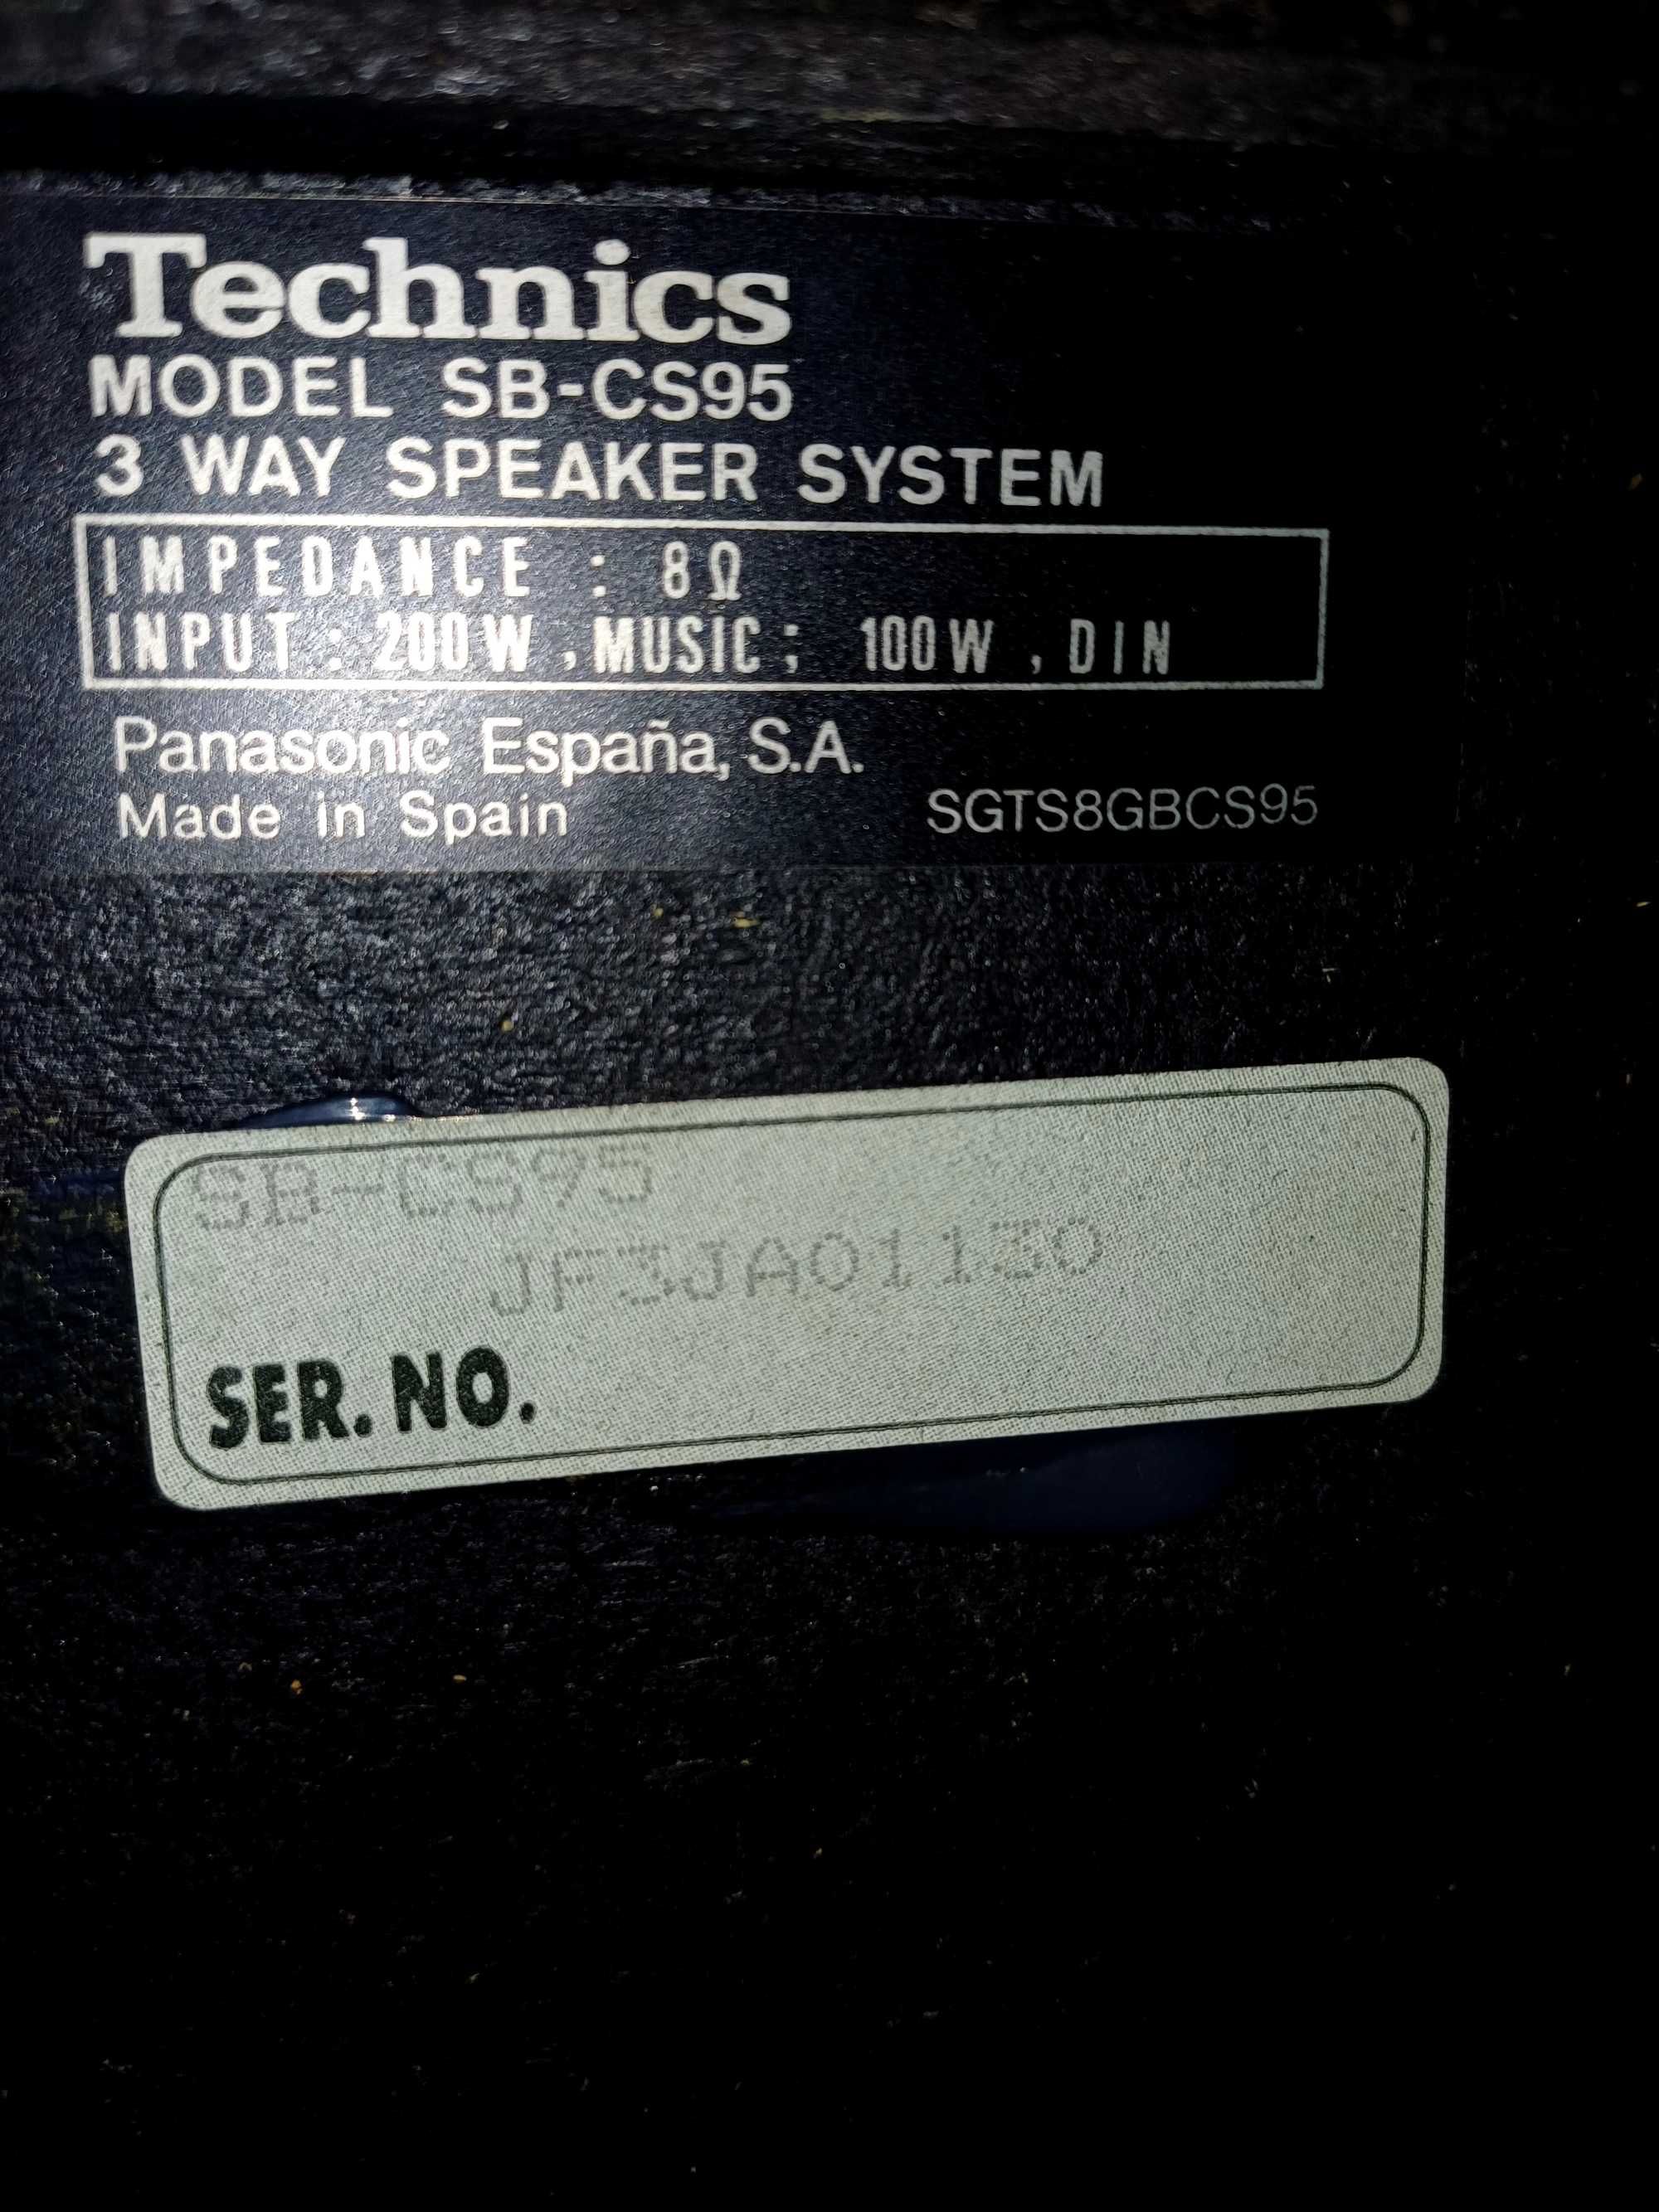 Technics
MODEL SB-CS95
3 WAY SPEAKER SYSTEM
IMPEDANCE : 8Ω
INPUT : 200W , MUSIC ; 100W , DIN
Panasonic España, S.A.
Made in Spain SGTS8GBCS95
SB-CS95
JF3JA01130
SER. NO.